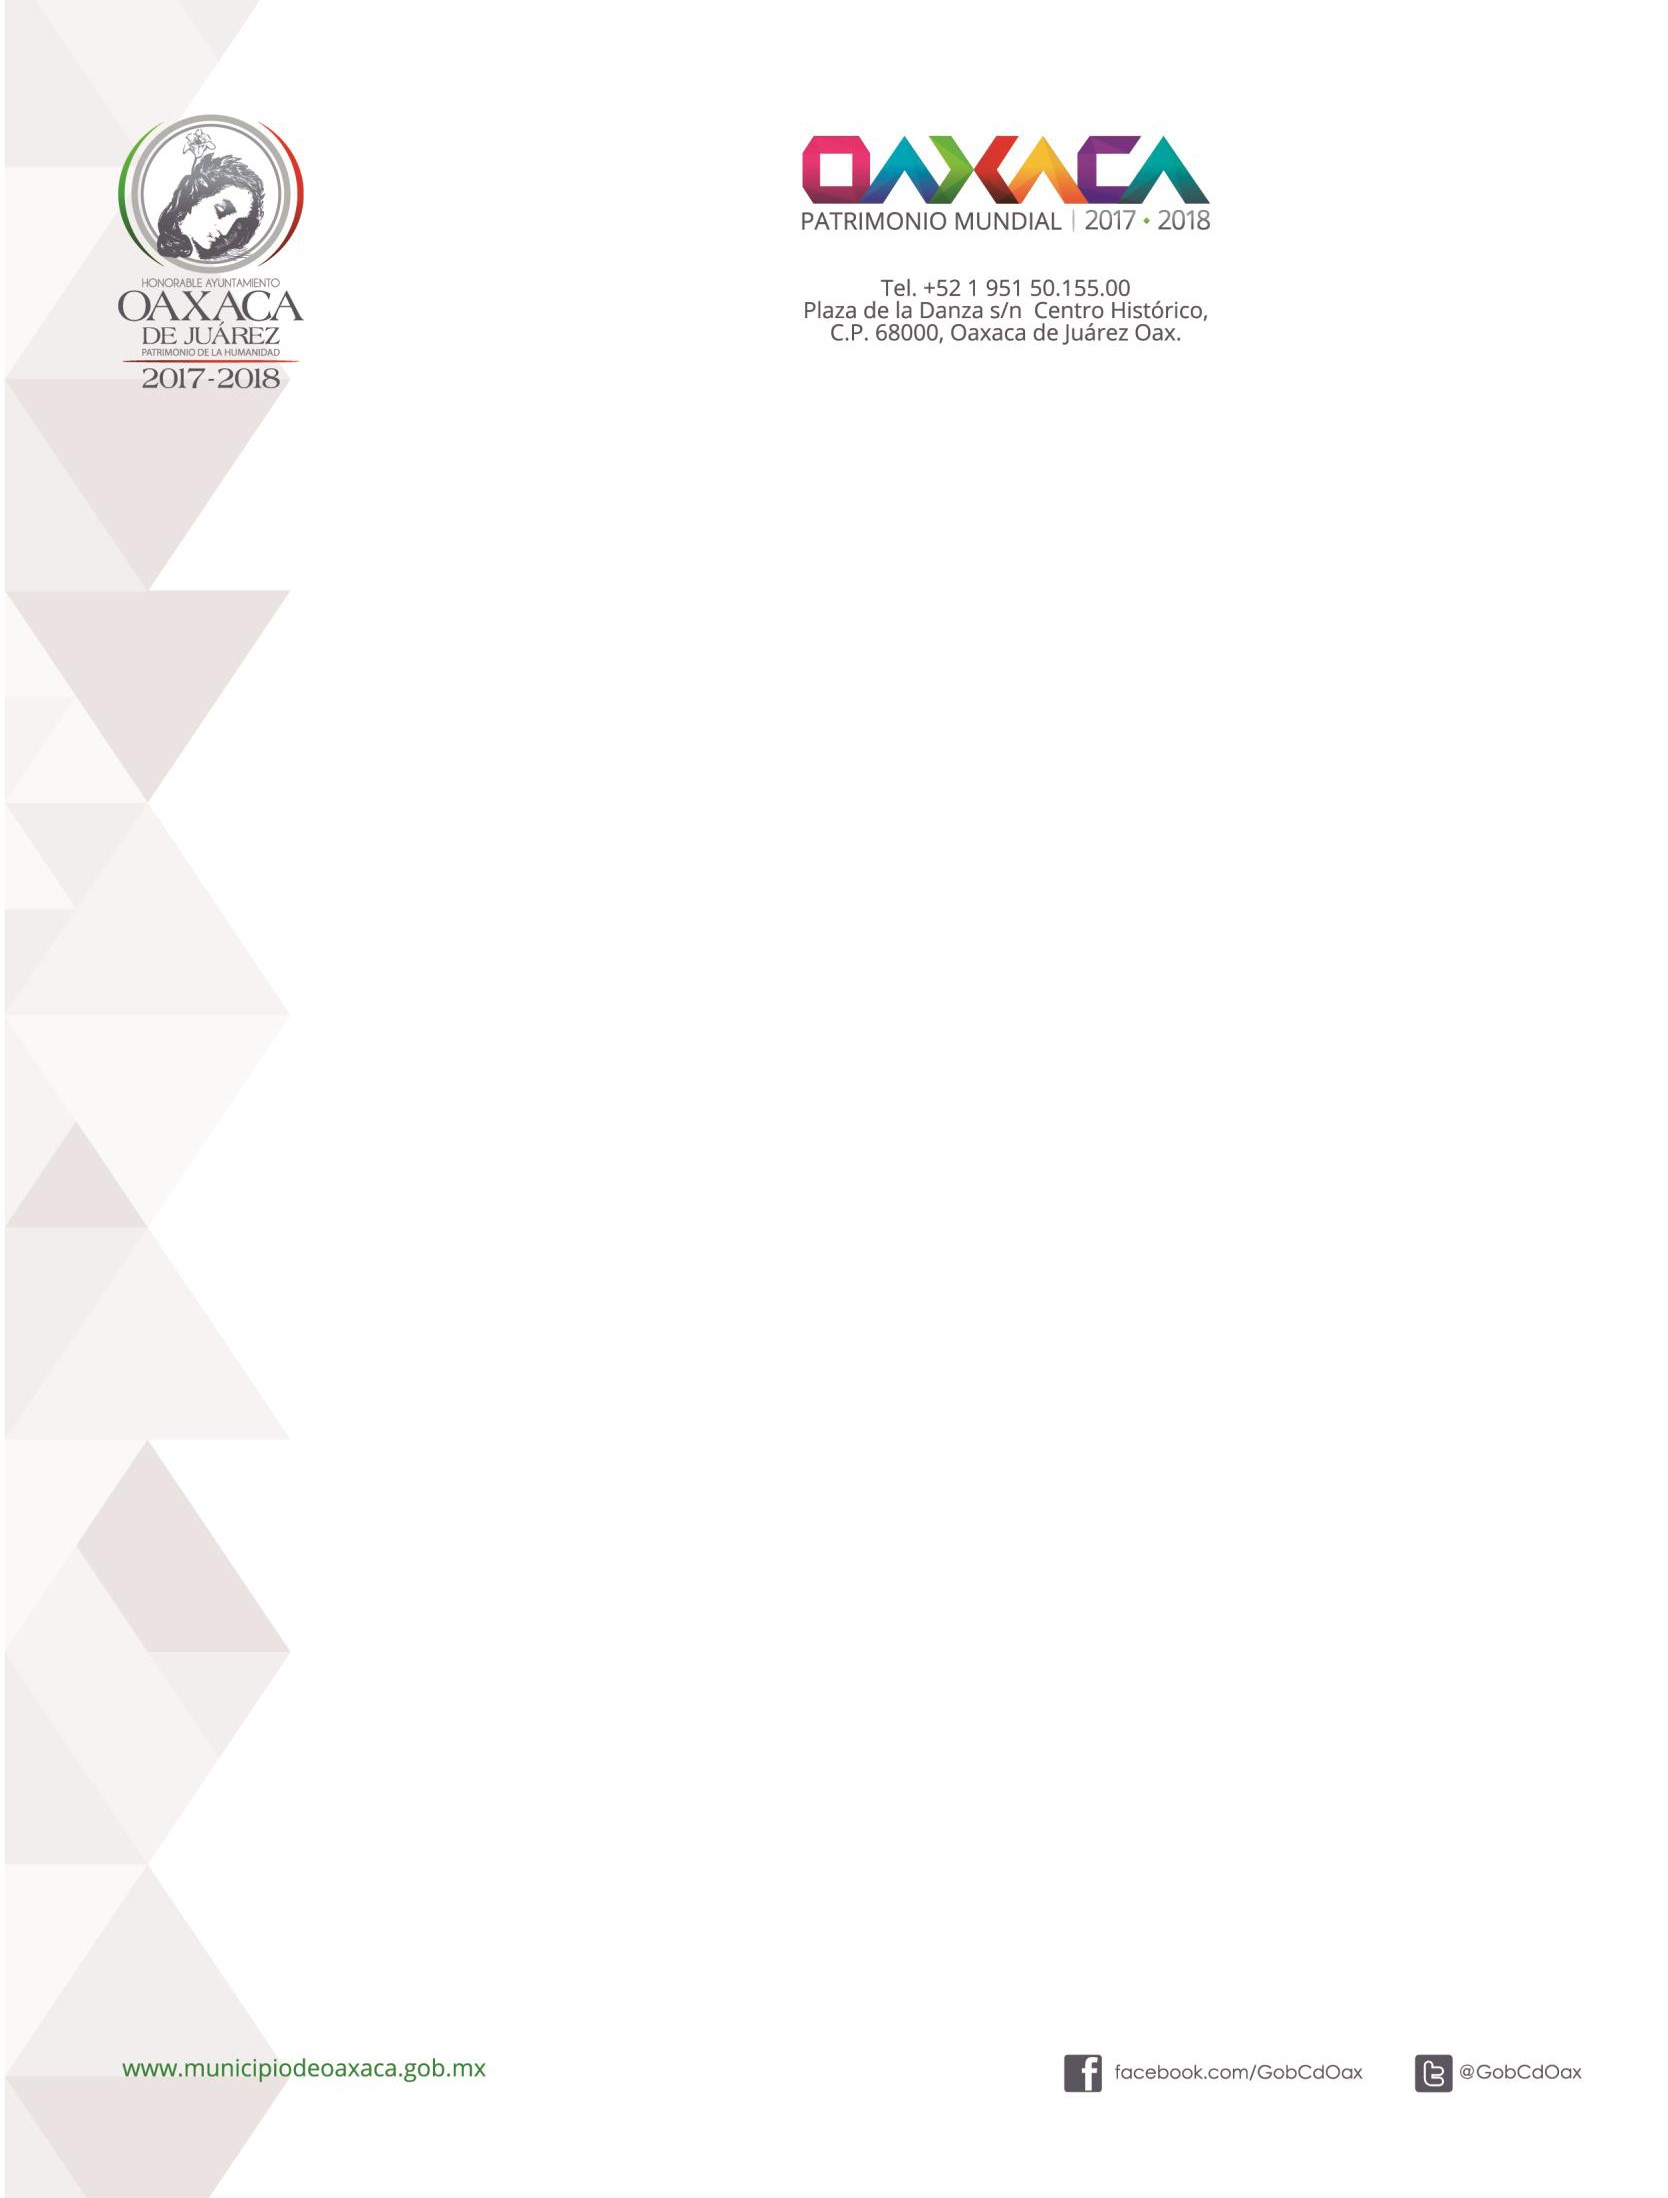 HONORABLE AYUNTAMIENTO
OAXACA
DE JUÁREZ
PATRIMONIO DE LA HUMANIDAD
2017-2018
OAXACA
PATRIMONIO MUNDIAL | 2017 • 2018
Tel. +52 1 951 50.155.00
Plaza de la Danza s/n Centro Histórico,
C.P. 68000, Oaxaca de Juárez Oax.
www.municipiodeoaxaca.gob.mx
facebook.com/GobCdOax
@GobCdOax